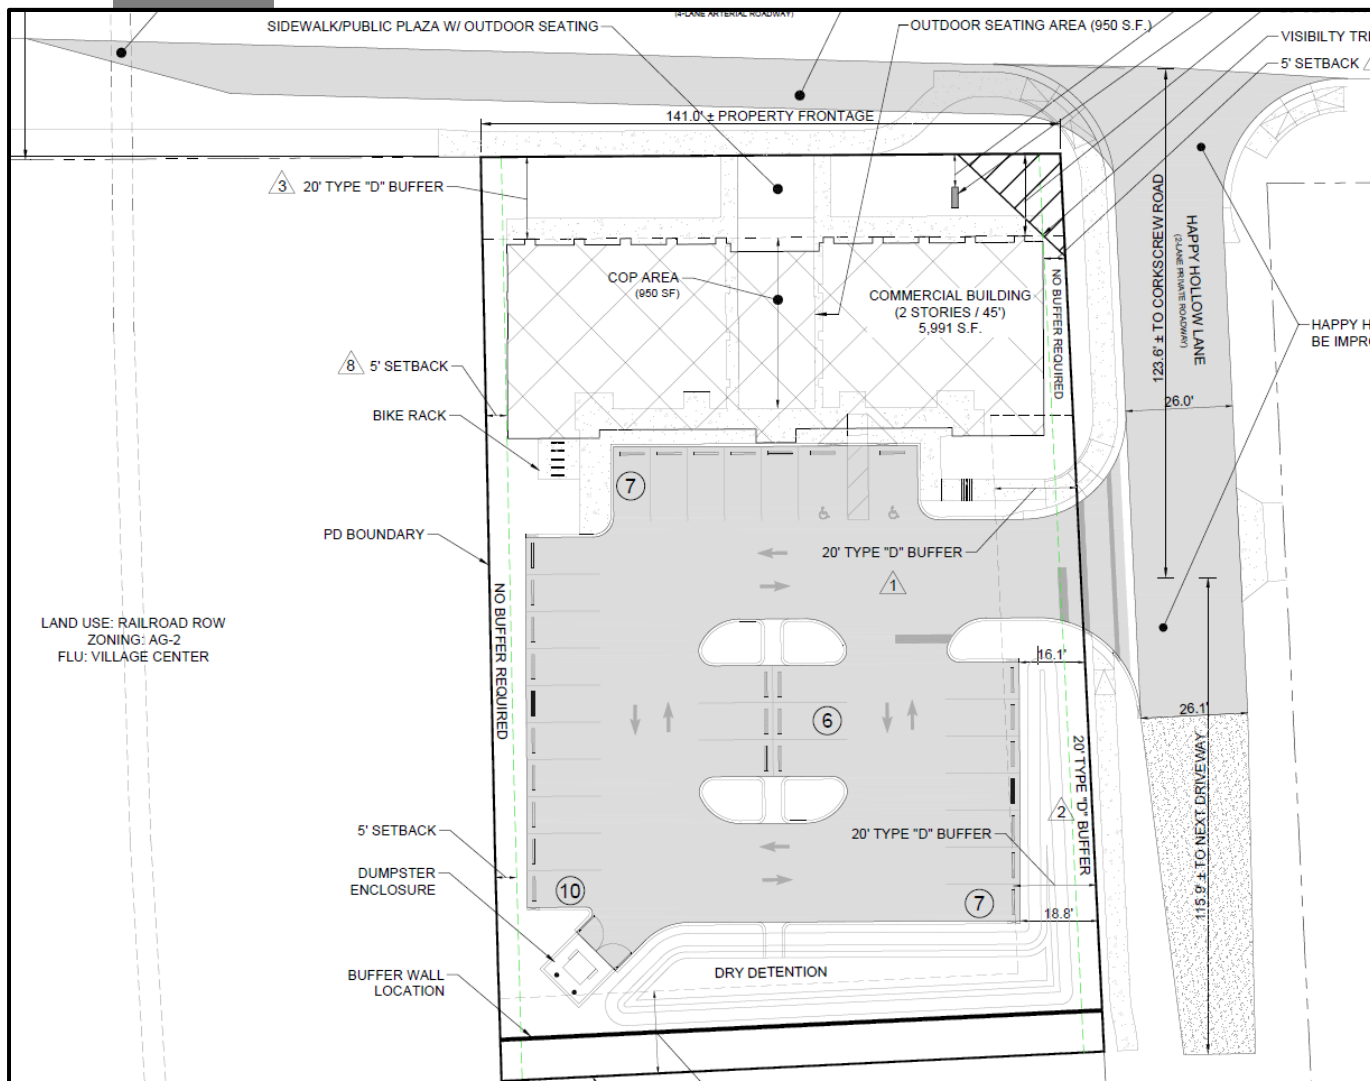 (4-LANE ARTERIAL ROADWAY)
SIDEWALK/PUBLIC PLAZA W/ OUTDOOR SEATING
OUTDOOR SEATING AREA (950 S.F.)
VISIBILTY
5' SETBACK
141.0' ± PROPERTY FRONTAGE
3
20' TYPE "D" BUFFER
COP AREA
(950 SF)
COMMERCIAL BUILDING
(2 STORIES / 45')
5,991 S.F.
NO BUFFER REQUIRED
123.6' ± TO CORKSCREW ROAD
HAPPY HOLLOW LANE
(2-LANE PRIVATE ROADWAY)
HAPPY
BE
8
5' SETBACK
BIKE RACK
26.0'
7
PD BOUNDARY
20' TYPE "D" BUFFER
1
LAND USE: RAILROAD ROW
ZONING: AG-2
FLU: VILLAGE CENTER
NO BUFFER REQUIRED
16.1'
6
26.1'
20' TYPE "D" BUFFER
2
115.9' ± TO NEXT DRIVEWAY
5' SETBACK
20' TYPE "D" BUFFER
DUMPSTER
ENCLOSURE
10
7
18.8'
DRY DETENTION
BUFFER WALL
LOCATION